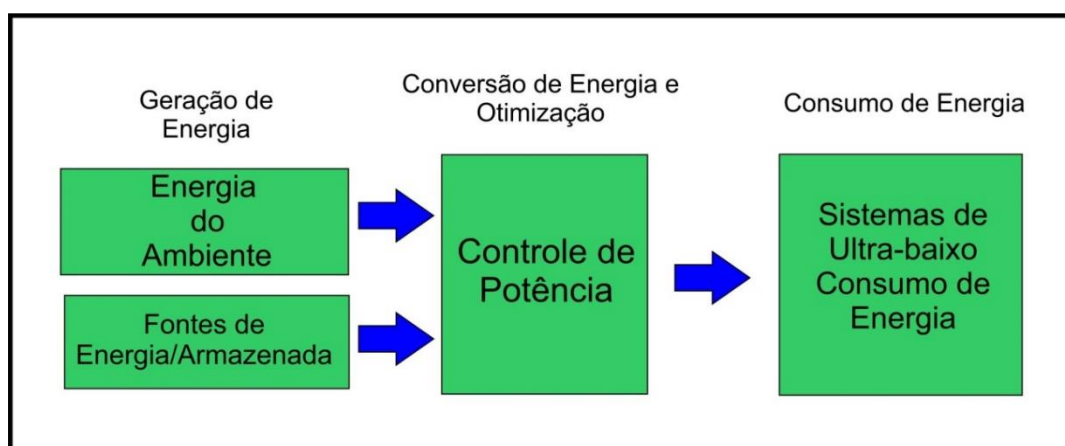 Geração de
Energia
Energia
do
Ambiente
Fontes de
Energia/Armazenada
Conversão de Energia e
Otimização
Controle de
Potência
Consumo de Energia
Sistemas de
Ultra-baixo
Consumo de
Energia